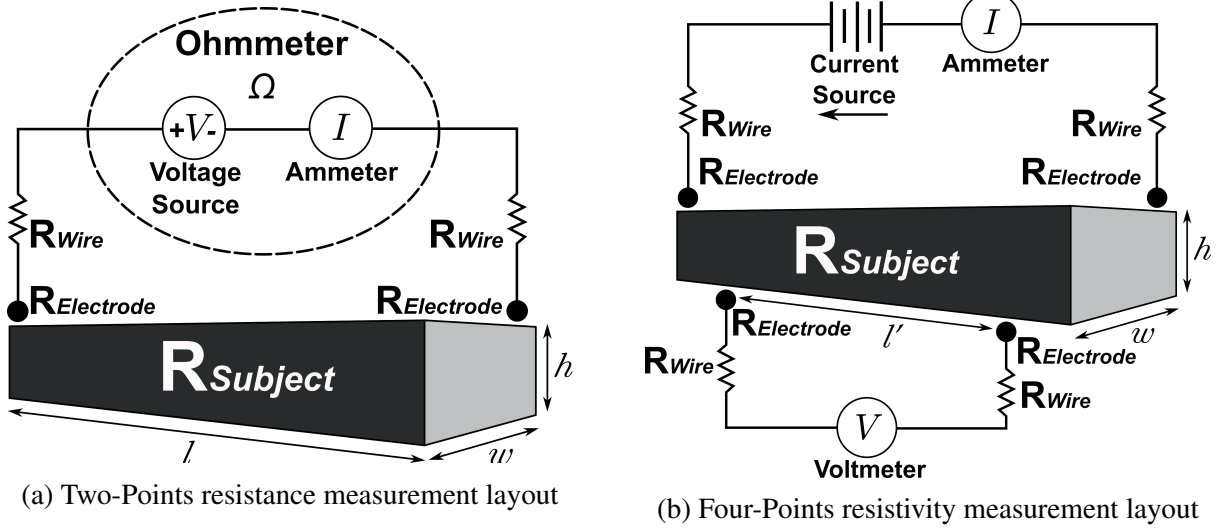 Ohmmeter
Ω
+V-
I
Voltage
Source
Ammeter
RWire
RWire
RElectrode
RElectrode
RSubject
h
l
w
(a) Two-Points resistance measurement layout
I
Current
Source
Ammeter
RWire
RWire
RElectrode
RElectrode
RSubject
h
w
l′
RElectrode
RElectrode
RWire
RWire
V
Voltmeter
(b) Four-Points resistivity measurement layout